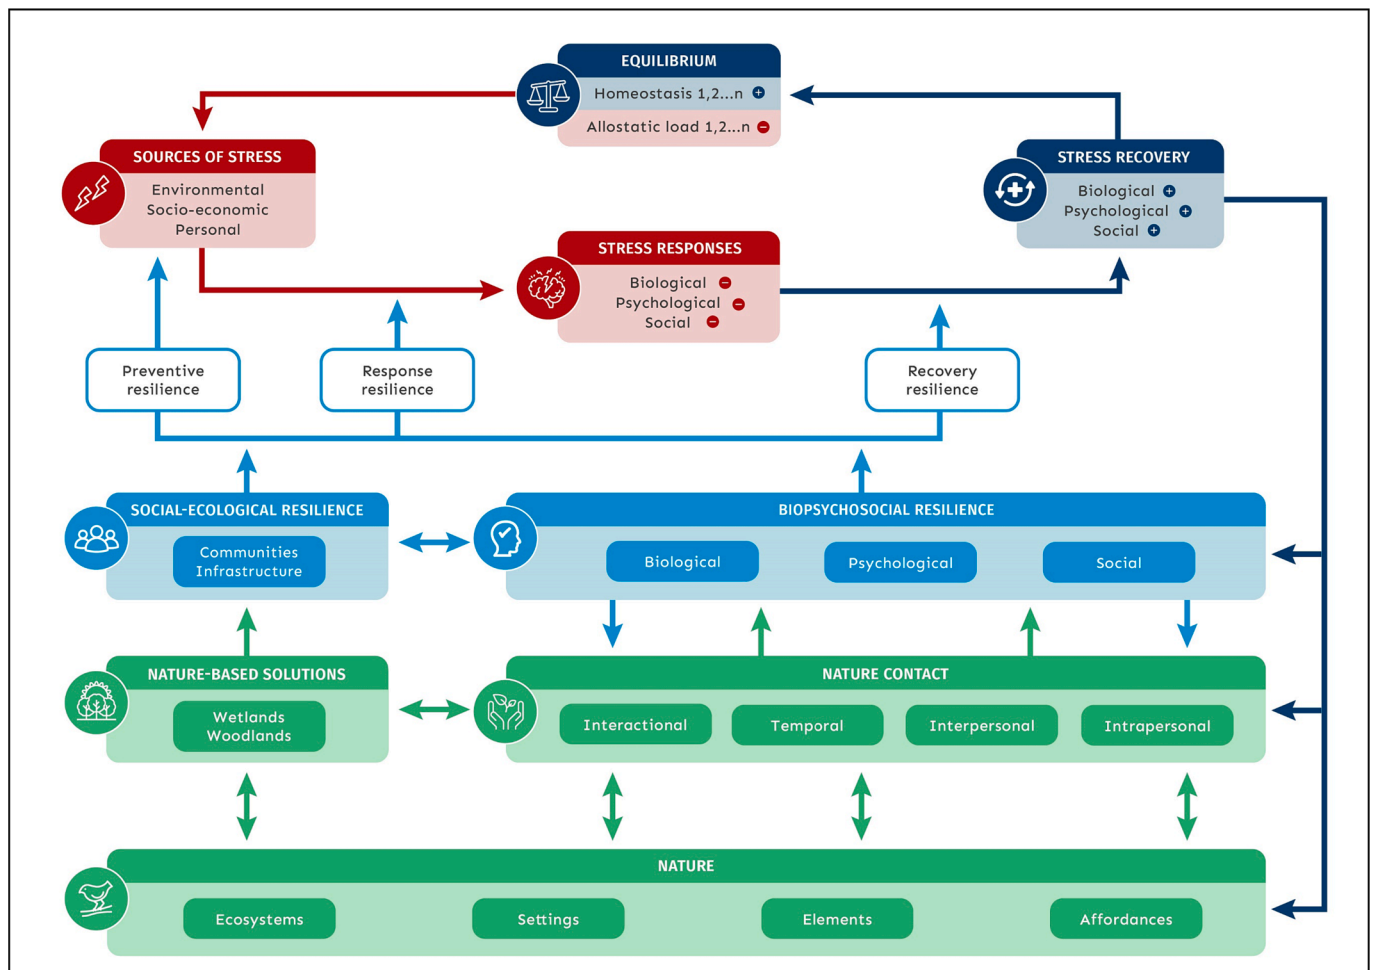 EQUILIBRIUM
Homeostasis 1,2...n +
Allostatic load 1,2...n −
SOURCES OF STRESS
Environmental
Socio-economic
Personal
STRESS RECOVERY
Biological +
Psychological +
Social +
STRESS RESPONSES
Biological −
Psychological −
Social −
Preventive
resilience
Response
resilience
Recovery
resilience
SOCIAL-ECOLOGICAL RESILIENCE
Communities
Infrastructure
BIOPSYCHOSOCIAL RESILIENCE
Biological
Psychological
Social
NATURE-BASED SOLUTIONS
Wetlands
Woodlands
NATURE CONTACT
Interactional
Temporal
Interpersonal
Intrapersonal
NATURE
Ecosystems
Settings
Elements
Affordances